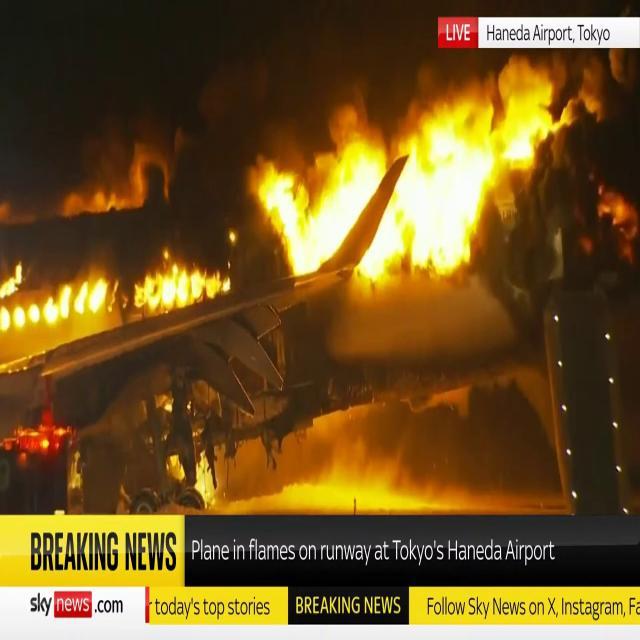 LIVE Haneda Airport, Tokyo
BREAKING NEWS
Plane in flames on runway at Tokyo's Haneda Airport
sky news.com
today's top stories BREAKING NEWS Follow Sky News on X, Instagram, Fa